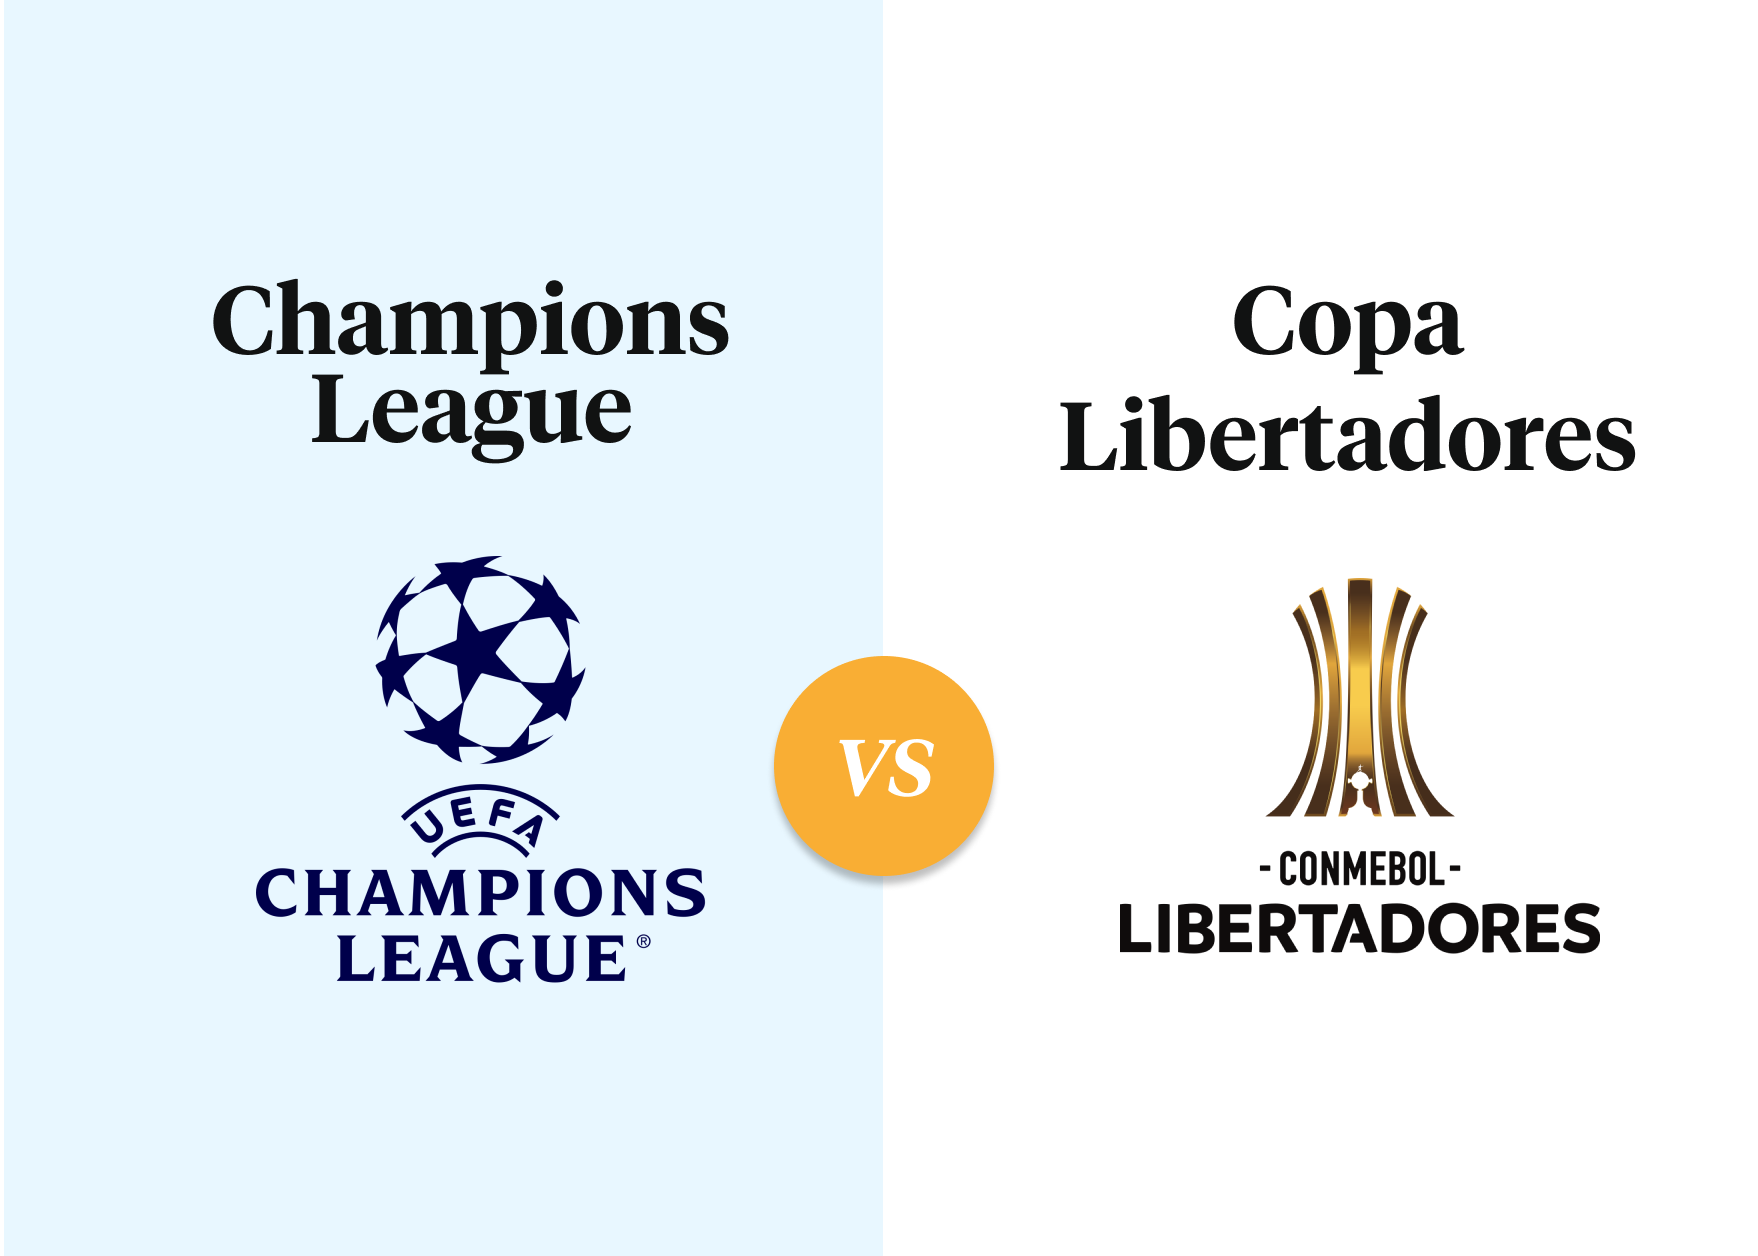 Champions
League
UEFA
CHAMPIONS
LEAGUE®
VS
Copa
Libertadores
-CONMEBOL-
LIBERTADORES